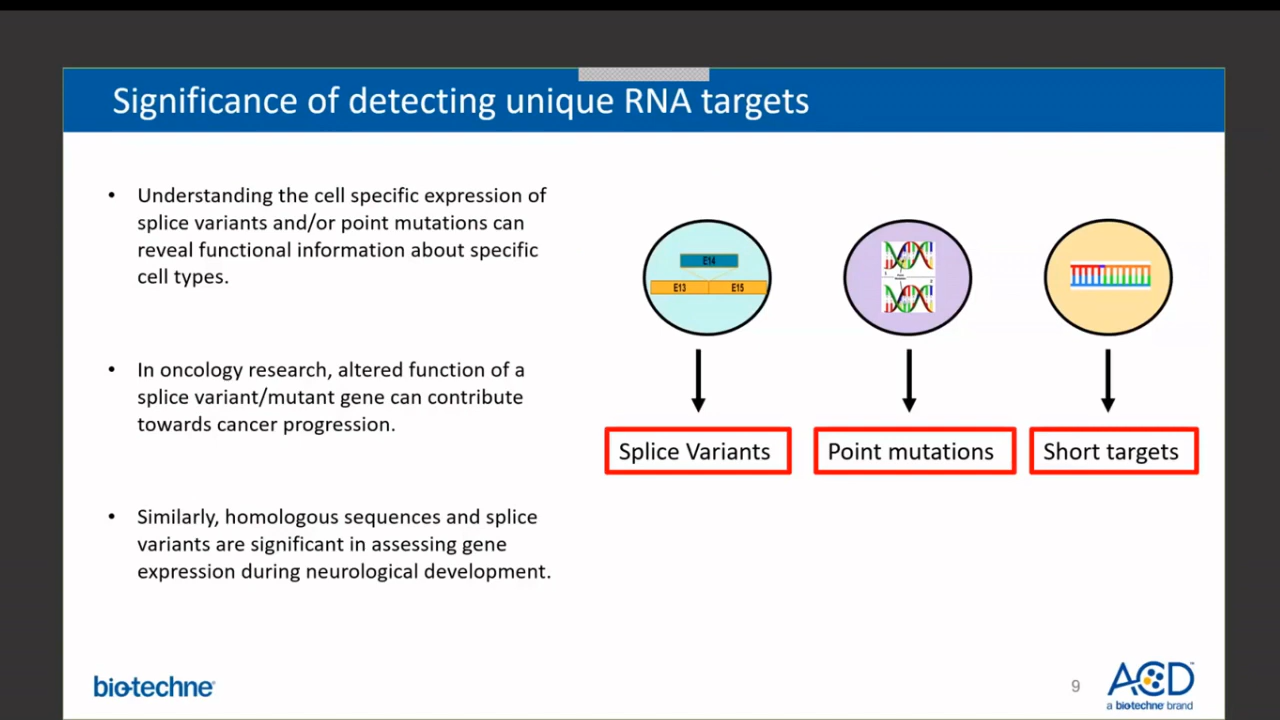 Significance of detecting unique RNA targets
• Understanding the cell specific expression of
splice variants and/or point mutations can
reveal functional information about specific
cell types.
• In oncology research, altered function of a
splice variant/mutant gene can contribute
towards cancer progression.
• Similarly, homologous sequences and splice
variants are significant in assessing gene
expression during neurological development.
E14
E13 E15
Splice Variants
Point mutations
Short targets
bio-techne
9
ACD
a bio-techne brand